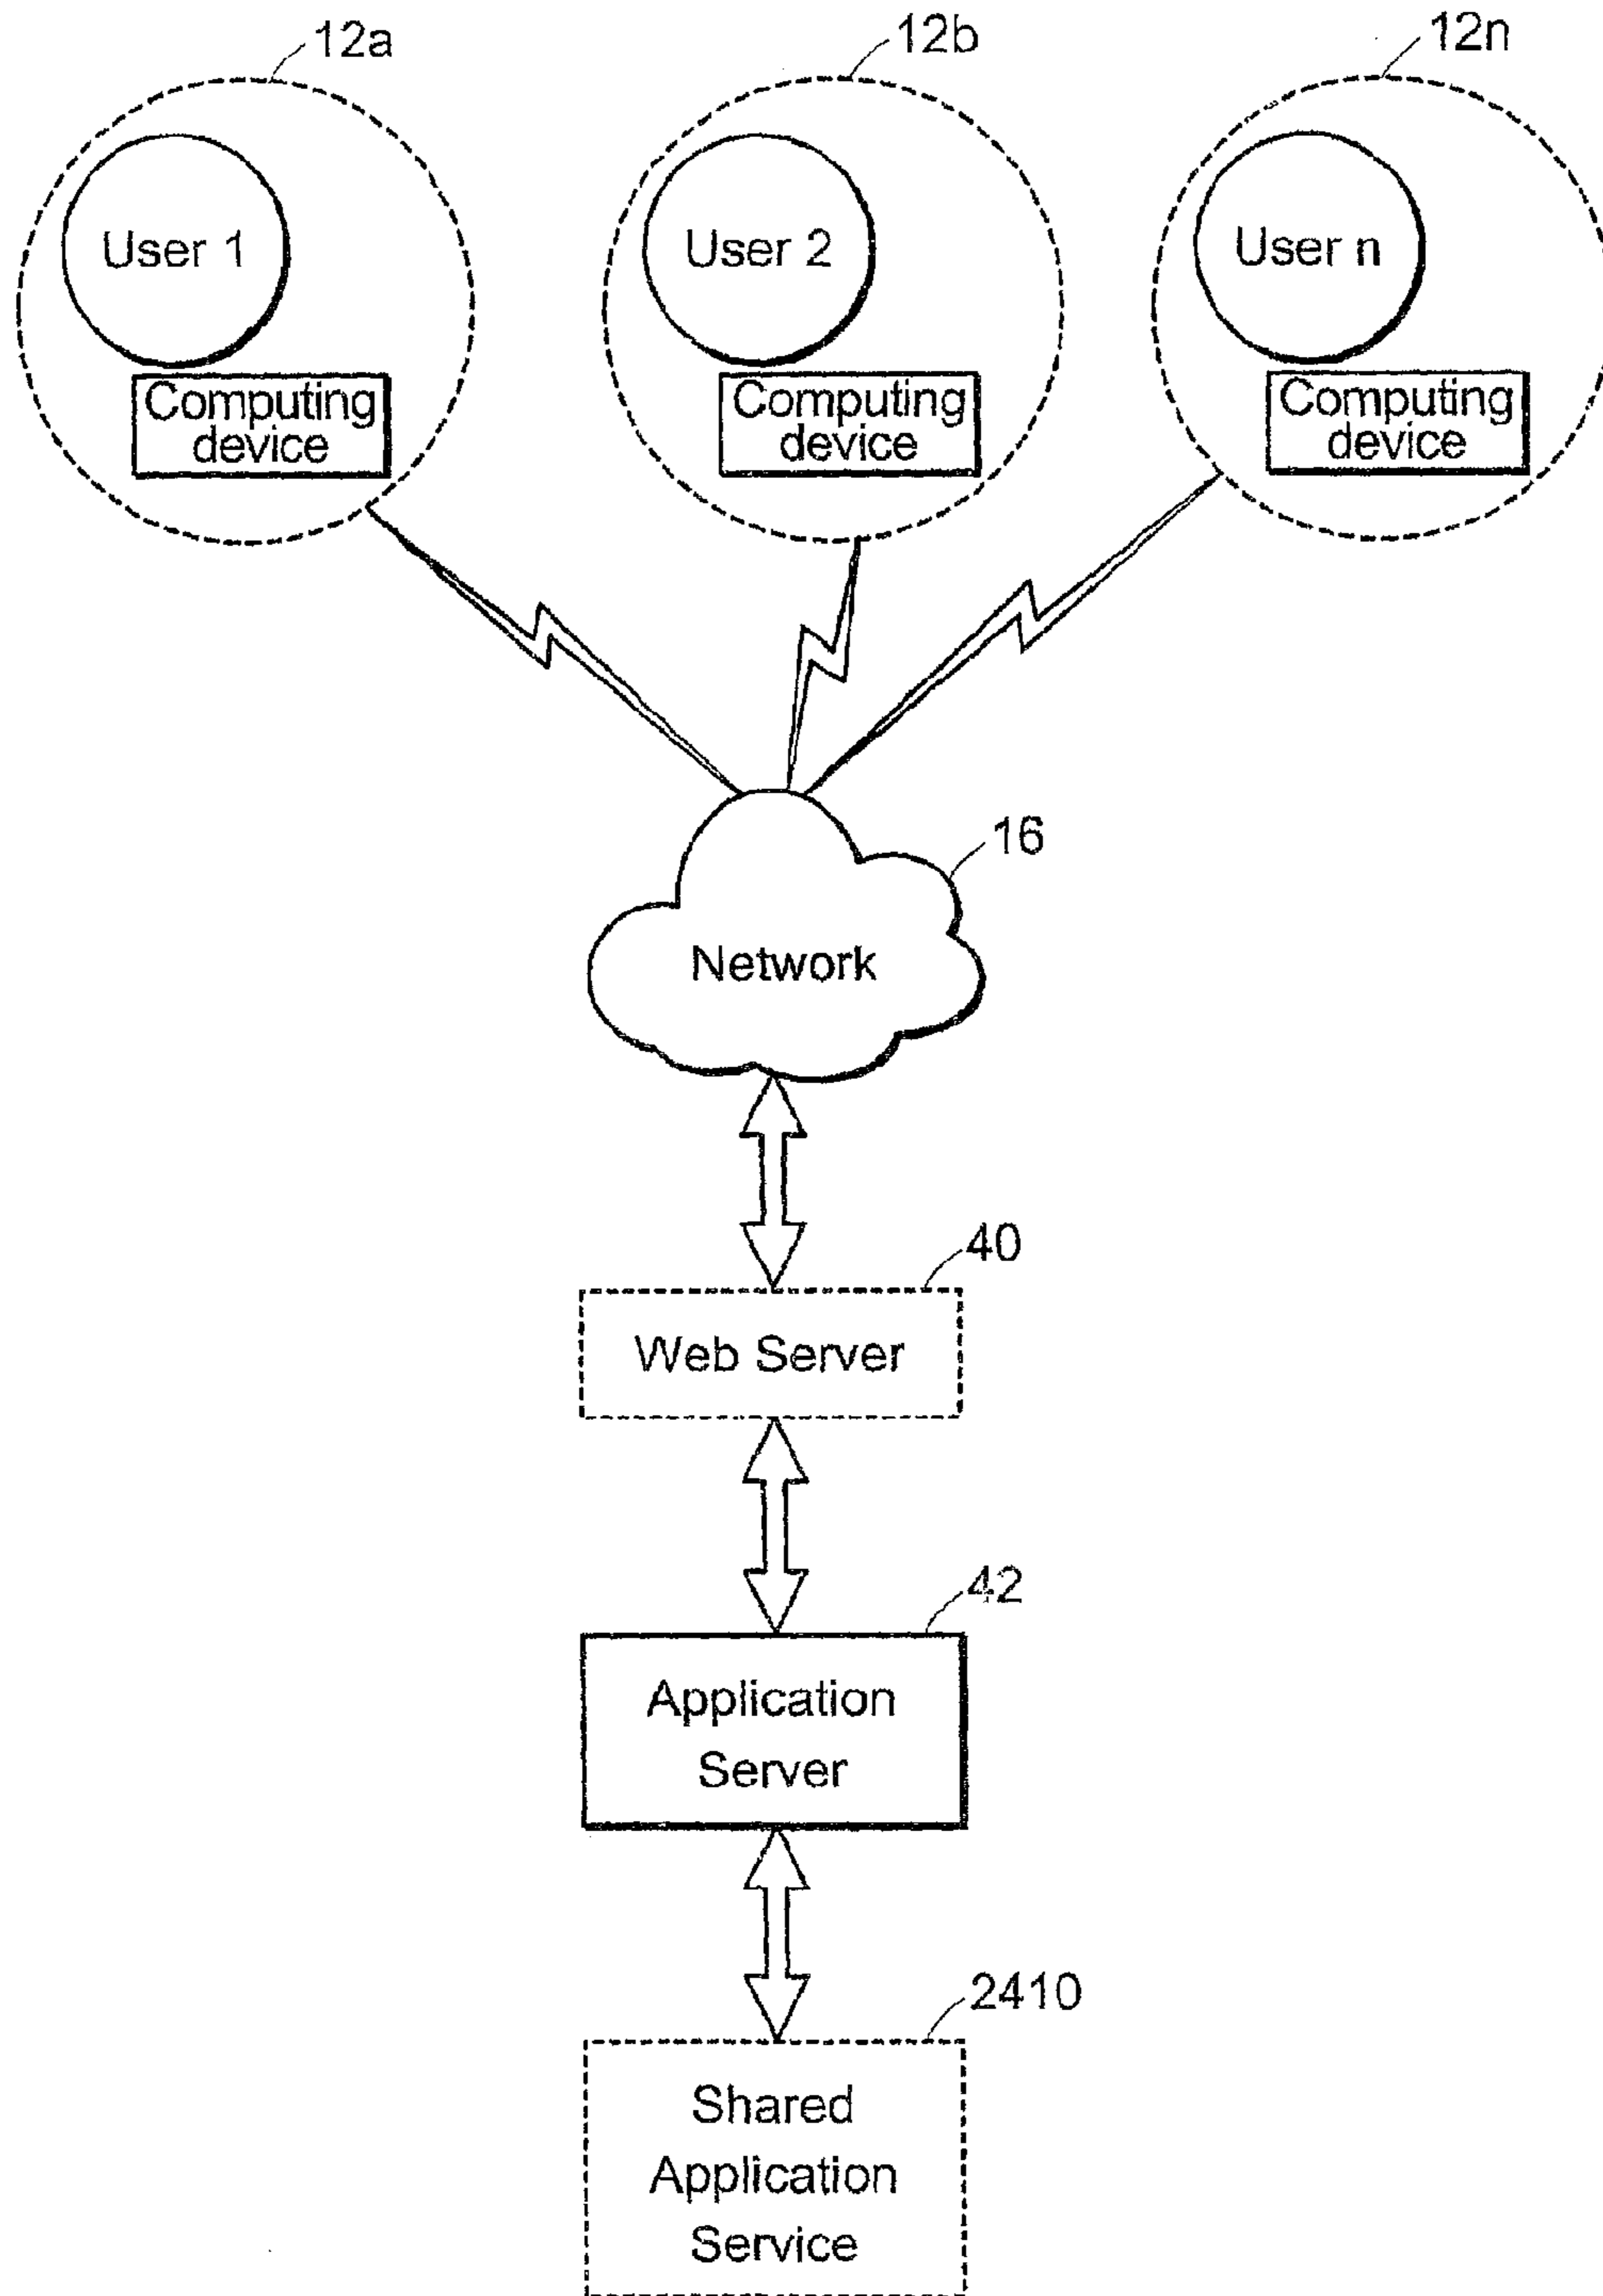 12a
12b
12n
User 1
User 2
User n
Computing
device
Computing
device
Computing
device
16
Network
40
Web Server
42
Application
Server
2410
Shared
Application
Service